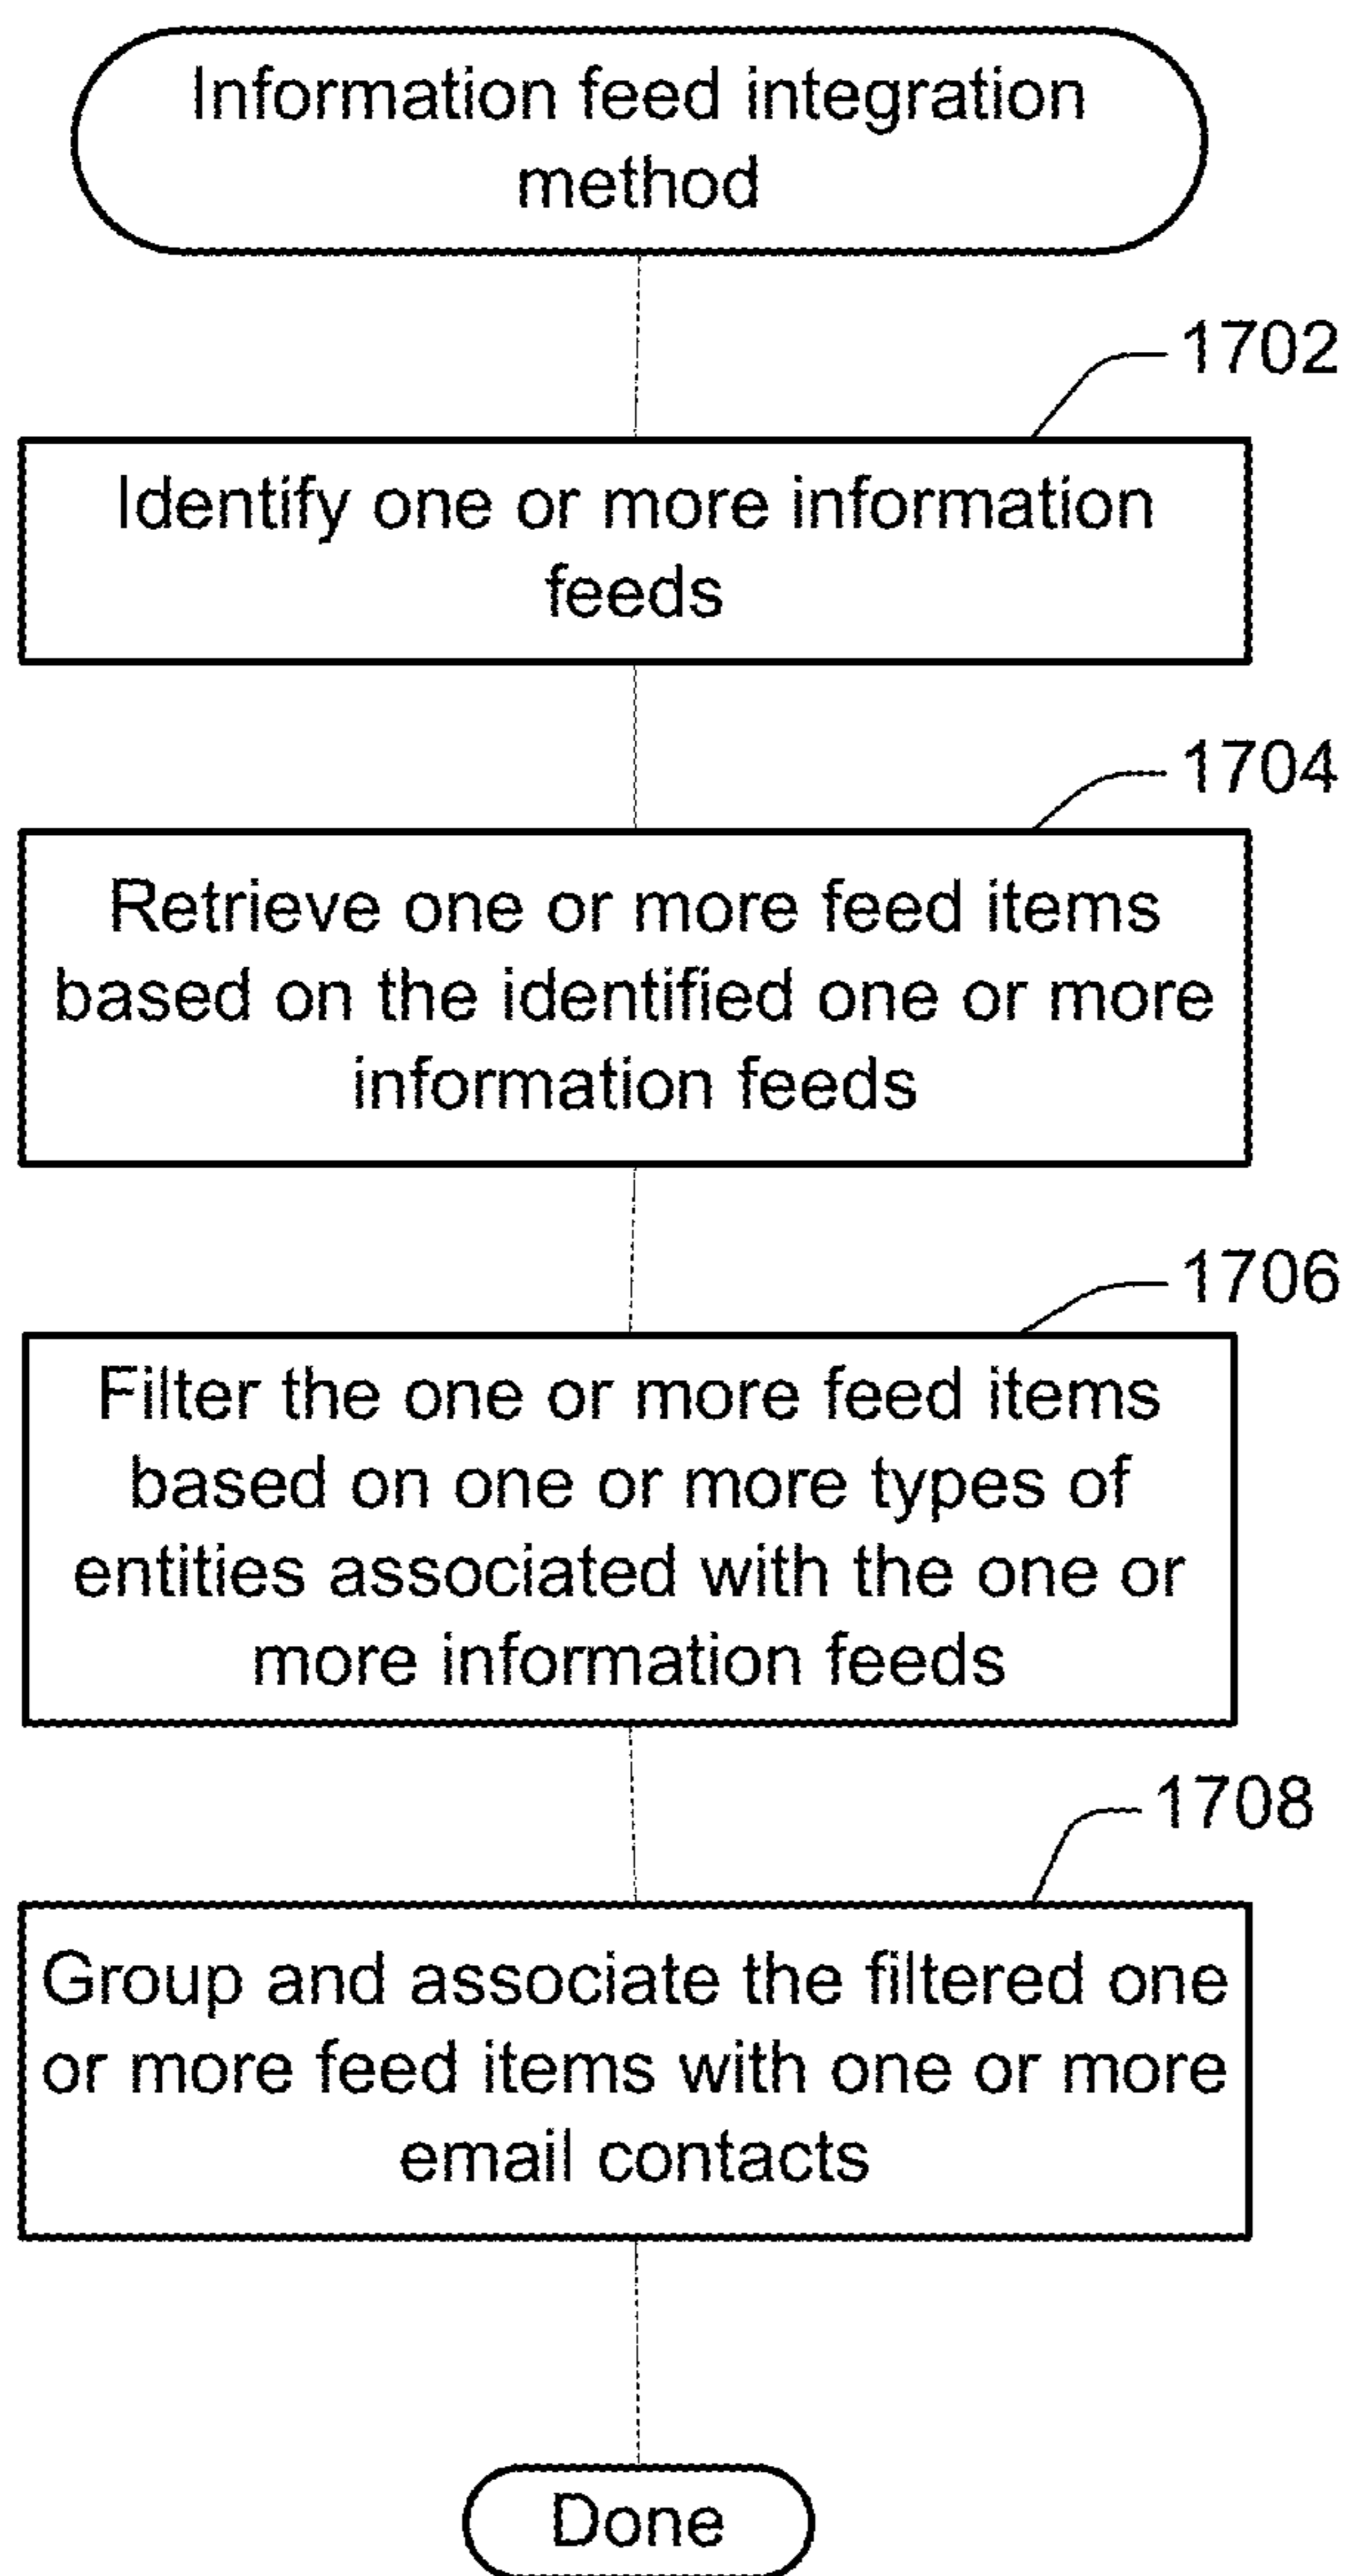 Information feed integration
method
1702
Identify one or more information
feeds
1704
Retrieve one or more feed items
based on the identified one or more
information feeds
1706
Filter the one or more feed items
based on one or more types of
entities associated with the one or
more information feeds
1708
Group and associate the filtered one
or more feed items with one or more
email contacts
Done